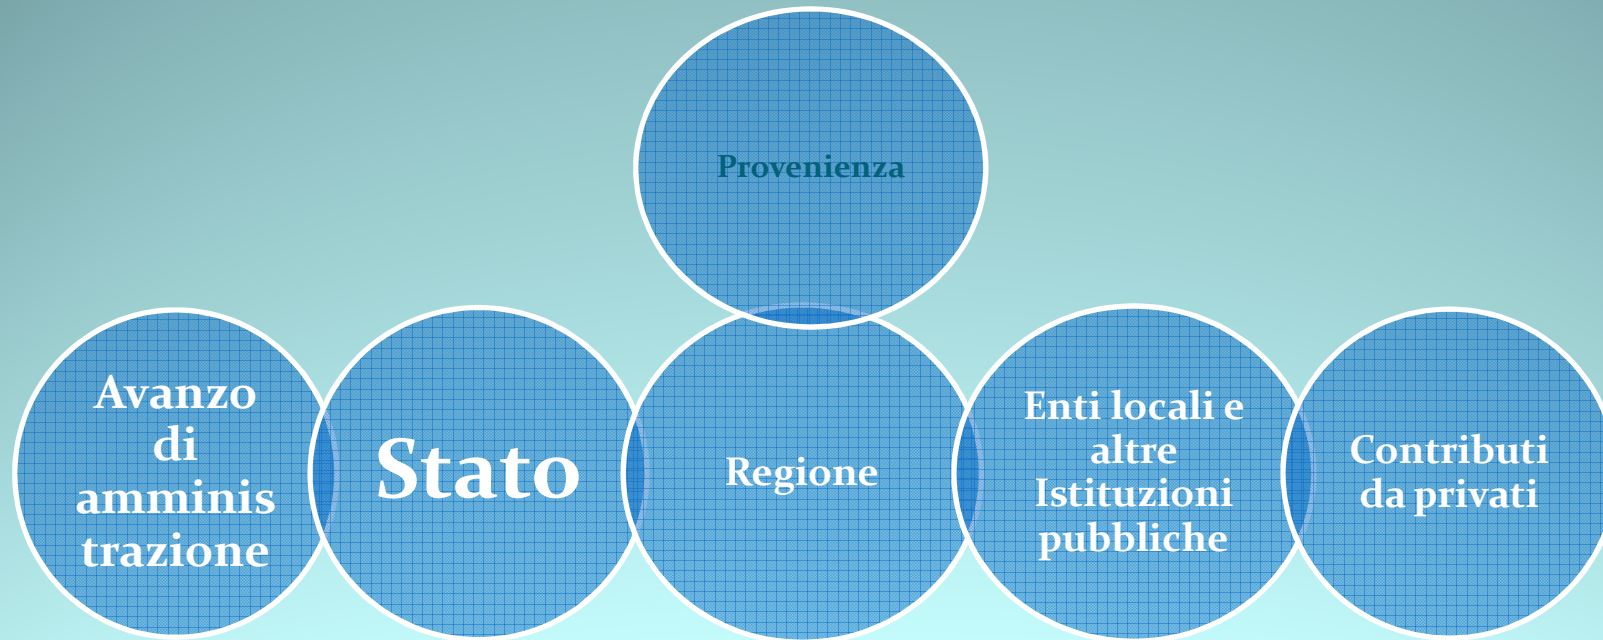 Provenienza
Avanzo
di
amminis
trazione
Stato
Regione
Enti locali e
altre
Istituzioni
pubbliche
Contributi
da privati